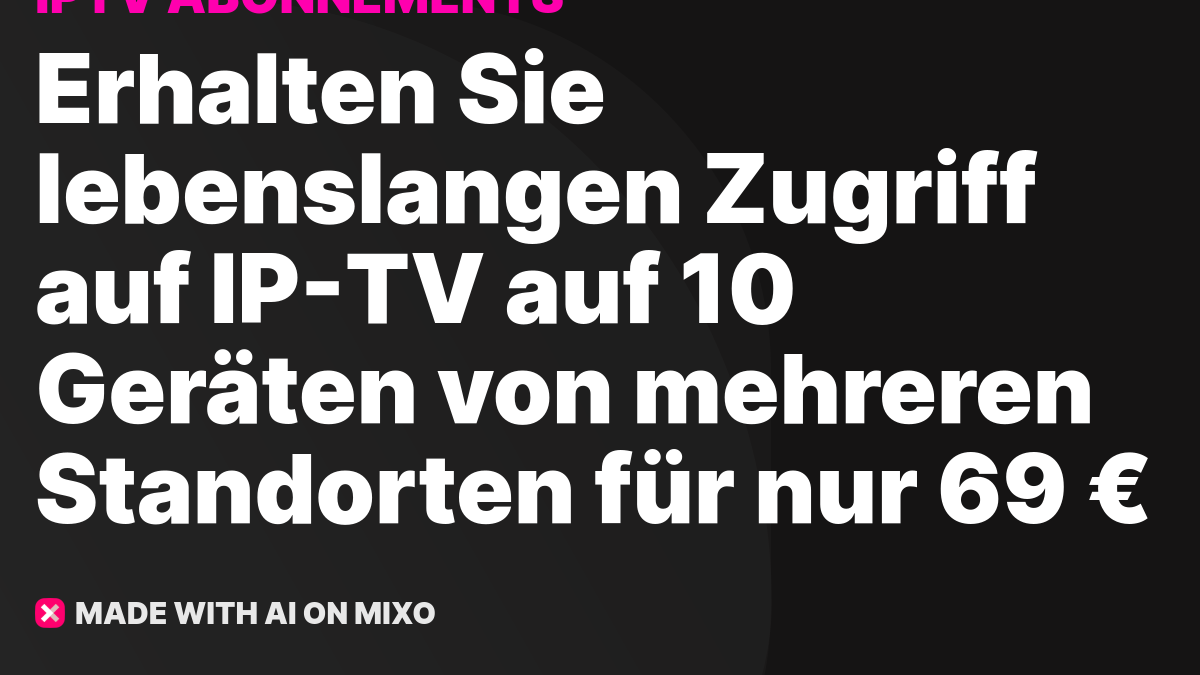 IPTV ABONNEMENTS
Erhalten Sie
lebenslangen Zugriff
auf IP-TV auf 10
Geräten von mehreren
Standorten für nur 69 €
MADE WITH AI ON MIXO